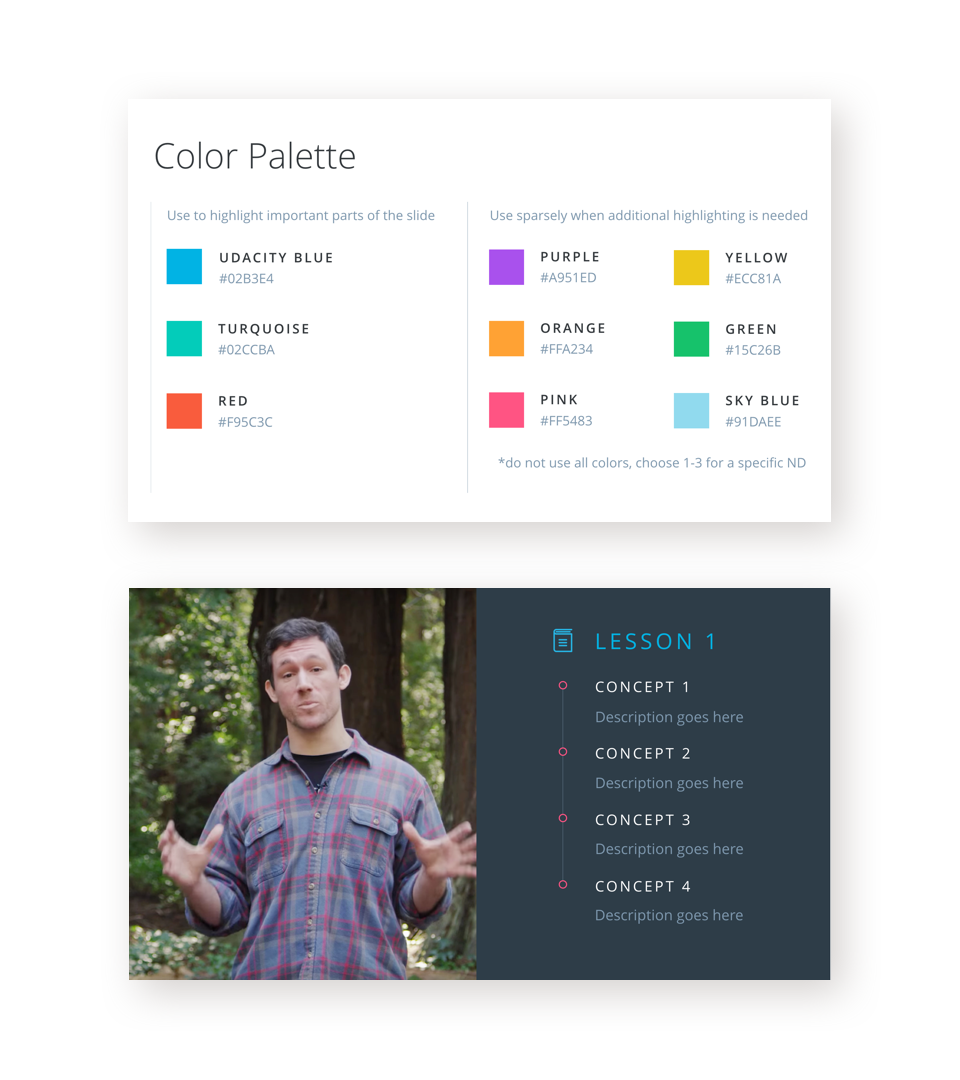 Color Palette
Use to highlight important parts of the slide
UDACITY BLUE
#02B3E4
TURQUOISE
#02CCBA
RED
#F95C3C
Use sparsely when additional highlighting is needed
PURPLE
#A951ED
YELLOW
#ECC81A
ORANGE
#FFA234
GREEN
#15C26B
PINK
#FF5483
SKY BLUE
#91DAEE
*do not use all colors, choose 1-3 for a specific ND
LESSON 1
CONCEPT 1
Description goes here
CONCEPT 2
Description goes here
CONCEPT 3
Description goes here
CONCEPT 4
Description goes here